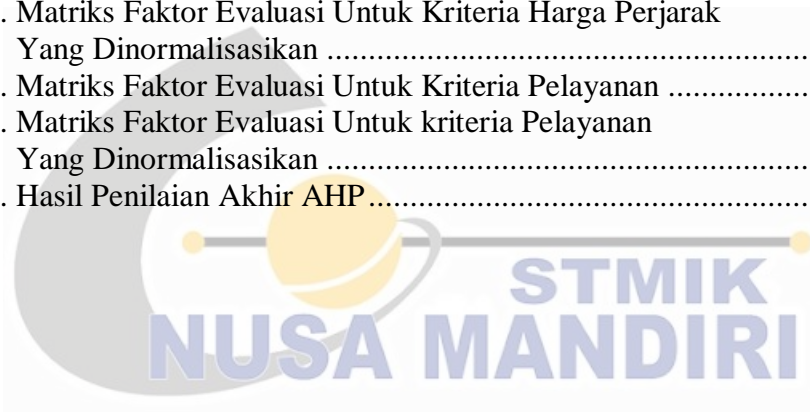 . Matriks Faktor Evaluasi Untuk Kriteria Harga Perjarak
Yang Dinormalisasikan ........................................................
. Matriks Faktor Evaluasi Untuk Kriteria Pelayanan ................
. Matriks Faktor Evaluasi Untuk kriteria Pelayanan
Yang Dinormalisasikan ........................................................
. Hasil Penilaian Akhir AHP...................................................
STMIK
NUSA MANDIRI